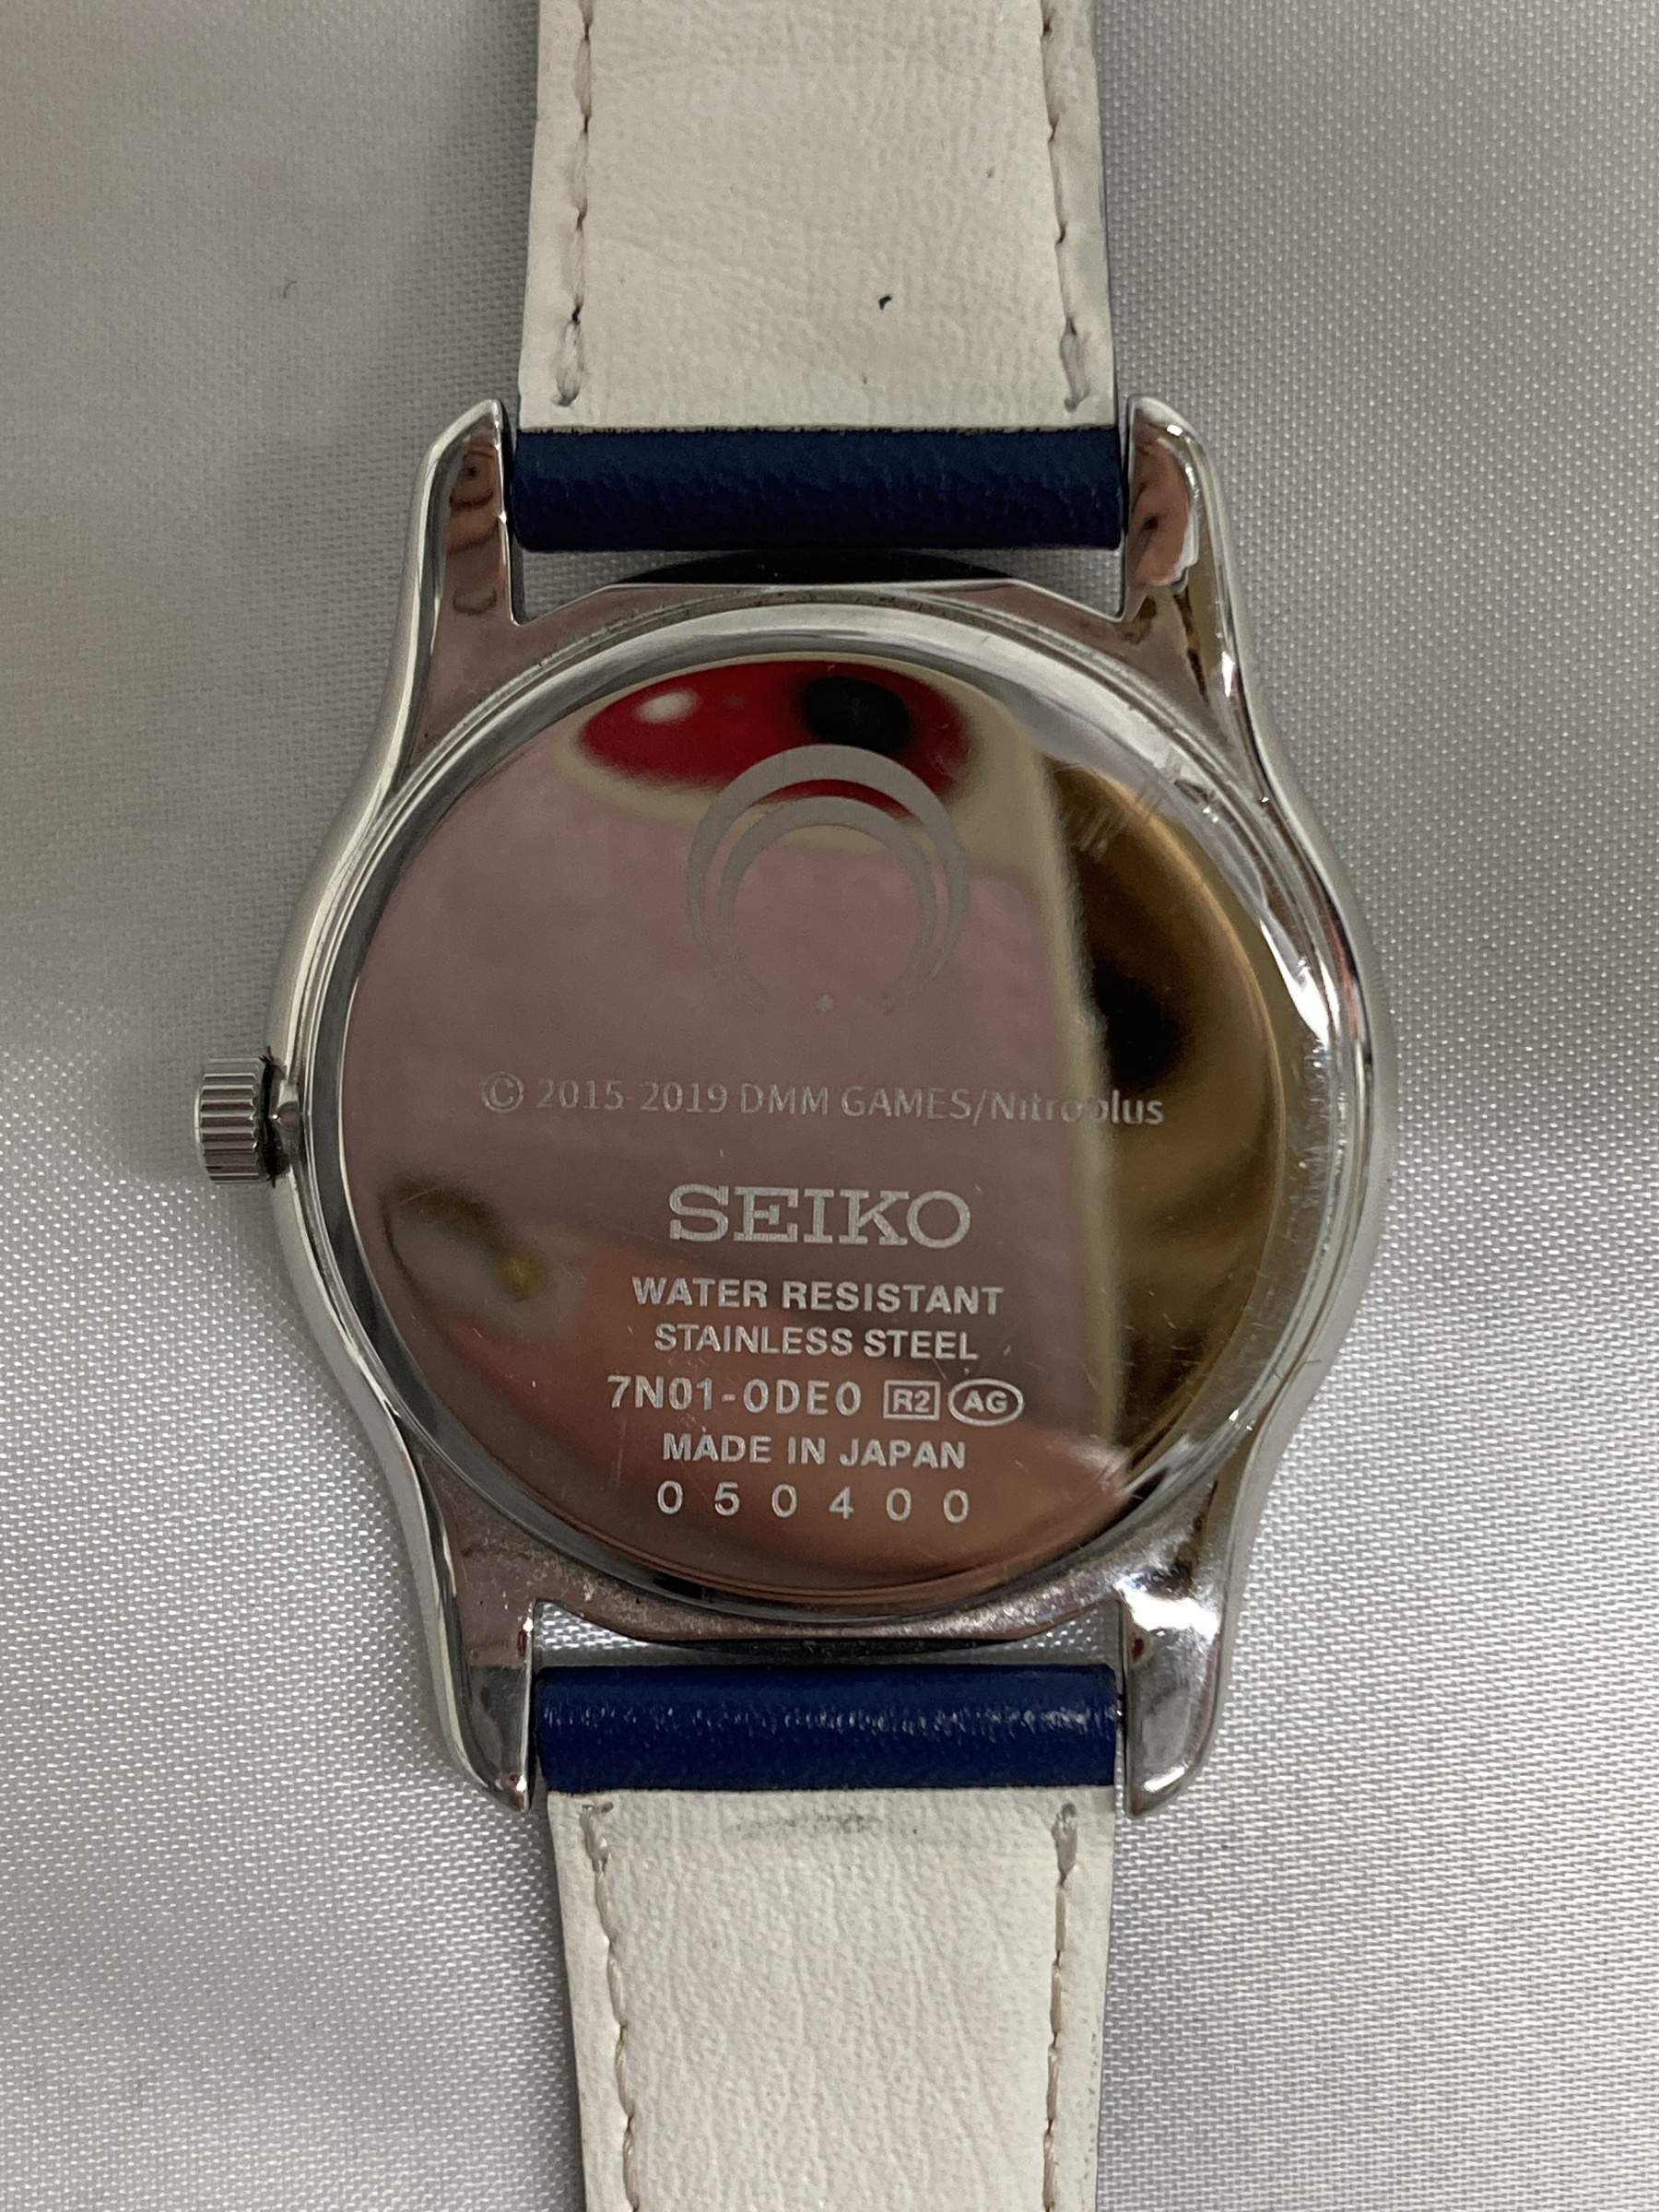 © 2015-2019 DMM GAMES/Nitroplus
SEIKO
WATER RESISTANT
STAINLESS STEEL
7N01-0DE0 R2 AG
MADE IN JAPAN
050400